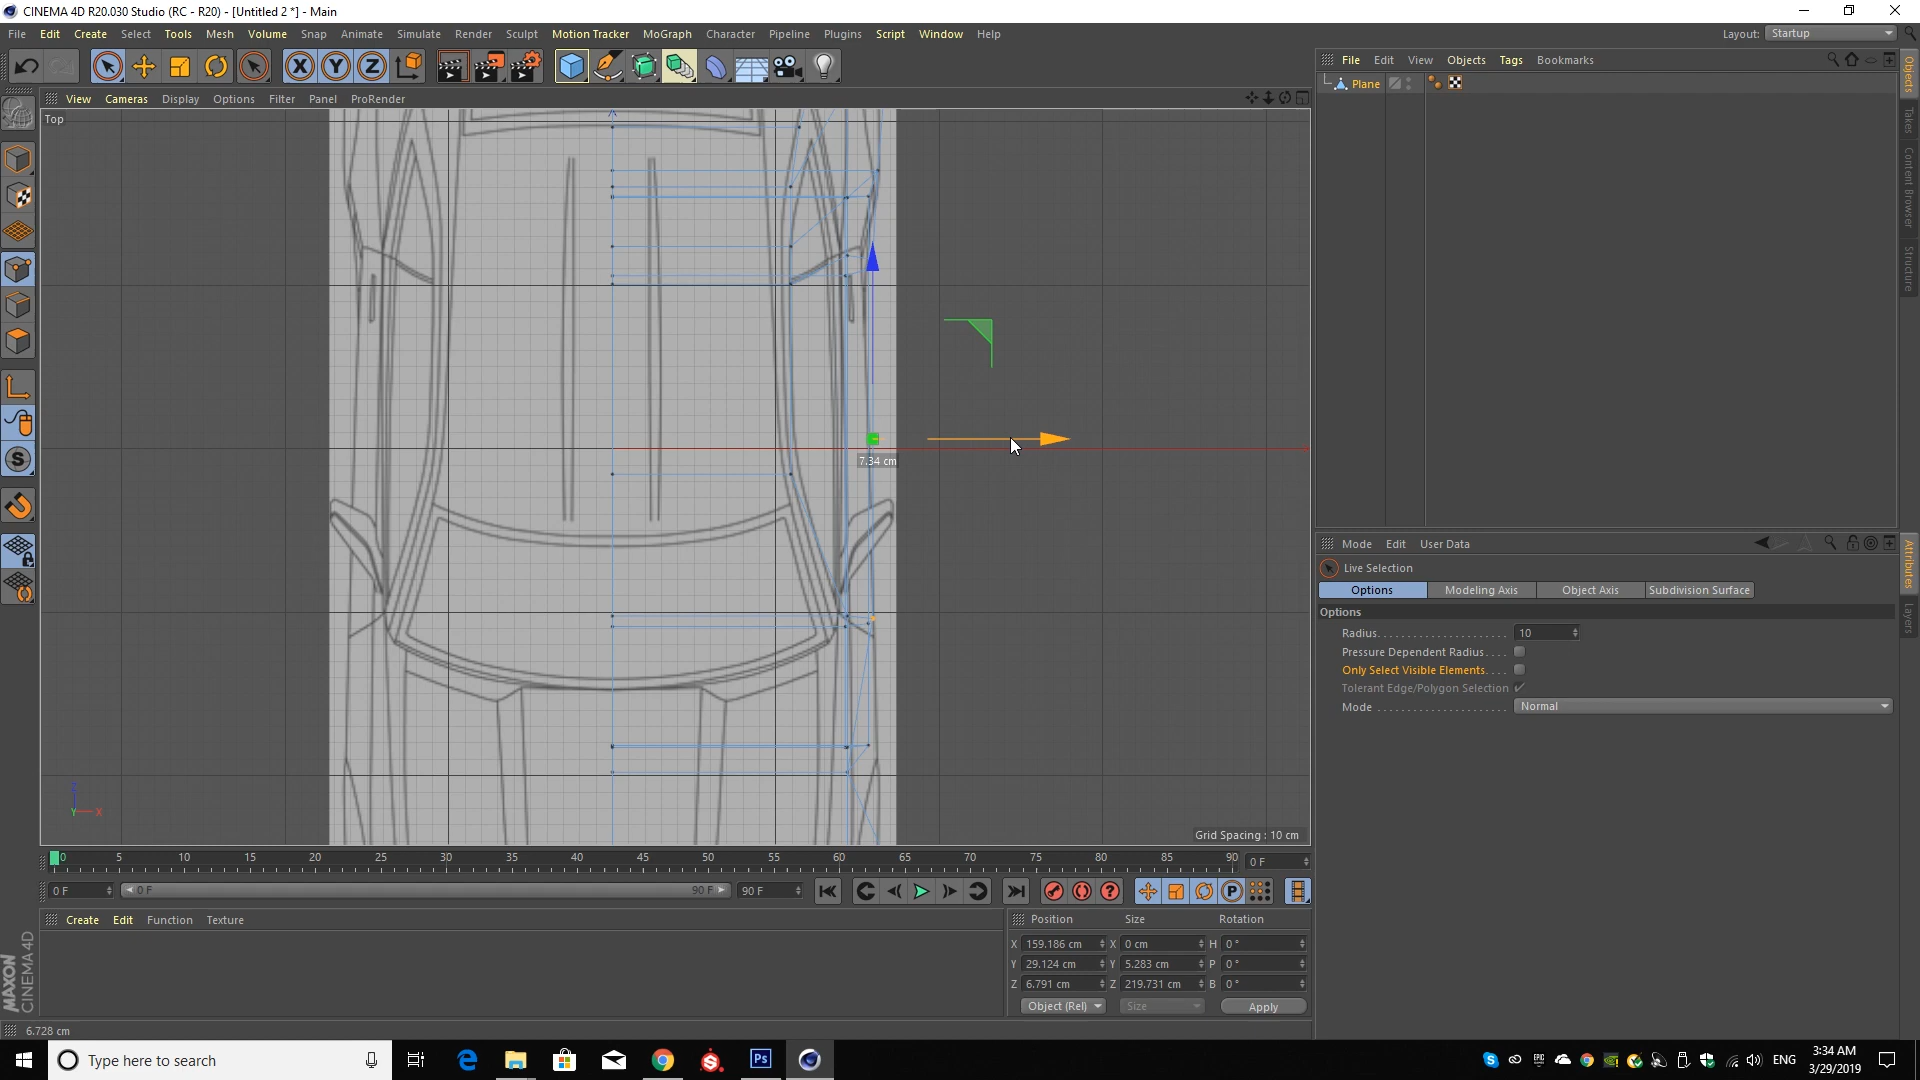 CINEMA 4D R20.030 Studio (RC - R20) - [Untitled 2 *] - Main
File Edit Create Select Tools Mesh Volume Snap Animate Simulate Render Sculpt Motion Tracker MoGraph Character Pipeline Plugins Script Window Help
Layout: Startup
X Y Z
File Edit View Objects Tags Bookmarks
Objects
Takes
Content Browser
Structure
Plane
View Cameras Display Options Filter Panel ProRender
Top
7.34 cm
Y X
Grid Spacing : 10 cm
Mode Edit User Data
Attributes
Layers
Live Selection
Options Modeling Axis Object Axis Subdivision Surface
Options
Radius 10
Pressure Dependent Radius
Only Select Visible Elements
Tolerant Edge/Polygon Selection
Mode Normal
0 5 10 15 20 25 30 35 40 45 50 55 60 65 70 75 80 85 90 0 F
0 F 0 F 90 F 90 F
Create Edit Function Texture
Position Size Rotation
X 159.186 cm X 0 cm H 0 °
Y 29.124 cm Y 5.283 cm P 0 °
Z 6.791 cm Z 219.731 cm B 0 °
Object (Rel) Size Apply
MAXON
CINEMA 4D
6.728 cm
Type here to search
Ps
ENG
3:34 AM
3/29/2019